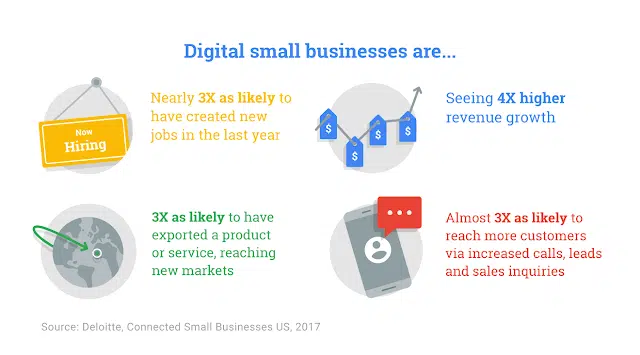 Digital small businesses are...
Now
Hiring
Nearly 3X as likely to
have created new
jobs in the last year
$
$
$
$
Seeing 4X higher
revenue growth
3X as likely to have
exported a product
or service, reaching
new markets
Almost 3X as likely to
reach more customers
via increased calls, leads
and sales inquiries
Source: Deloitte, Connected Small Businesses US, 2017